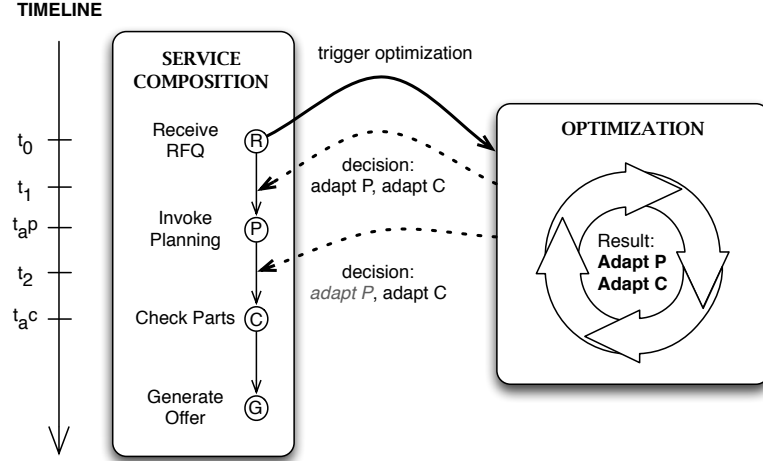 TIMELINE
SERVICE
COMPOSITION
trigger optimization
OPTIMIZATION
t0
Receive
RFQ
R
decision:
adapt P, adapt C
t1
tap
Invoke
Planning
P
Result:
Adapt P
Adapt C
t2
decision:
adapt P, adapt C
tac
Check Parts
C
Generate
Offer
G